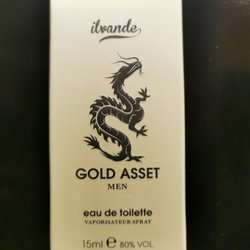 ilvande
GOLD ASSET
MEN
eau de toilette
VAPORISATEUR SPRAY
15ml e 80% VOL.